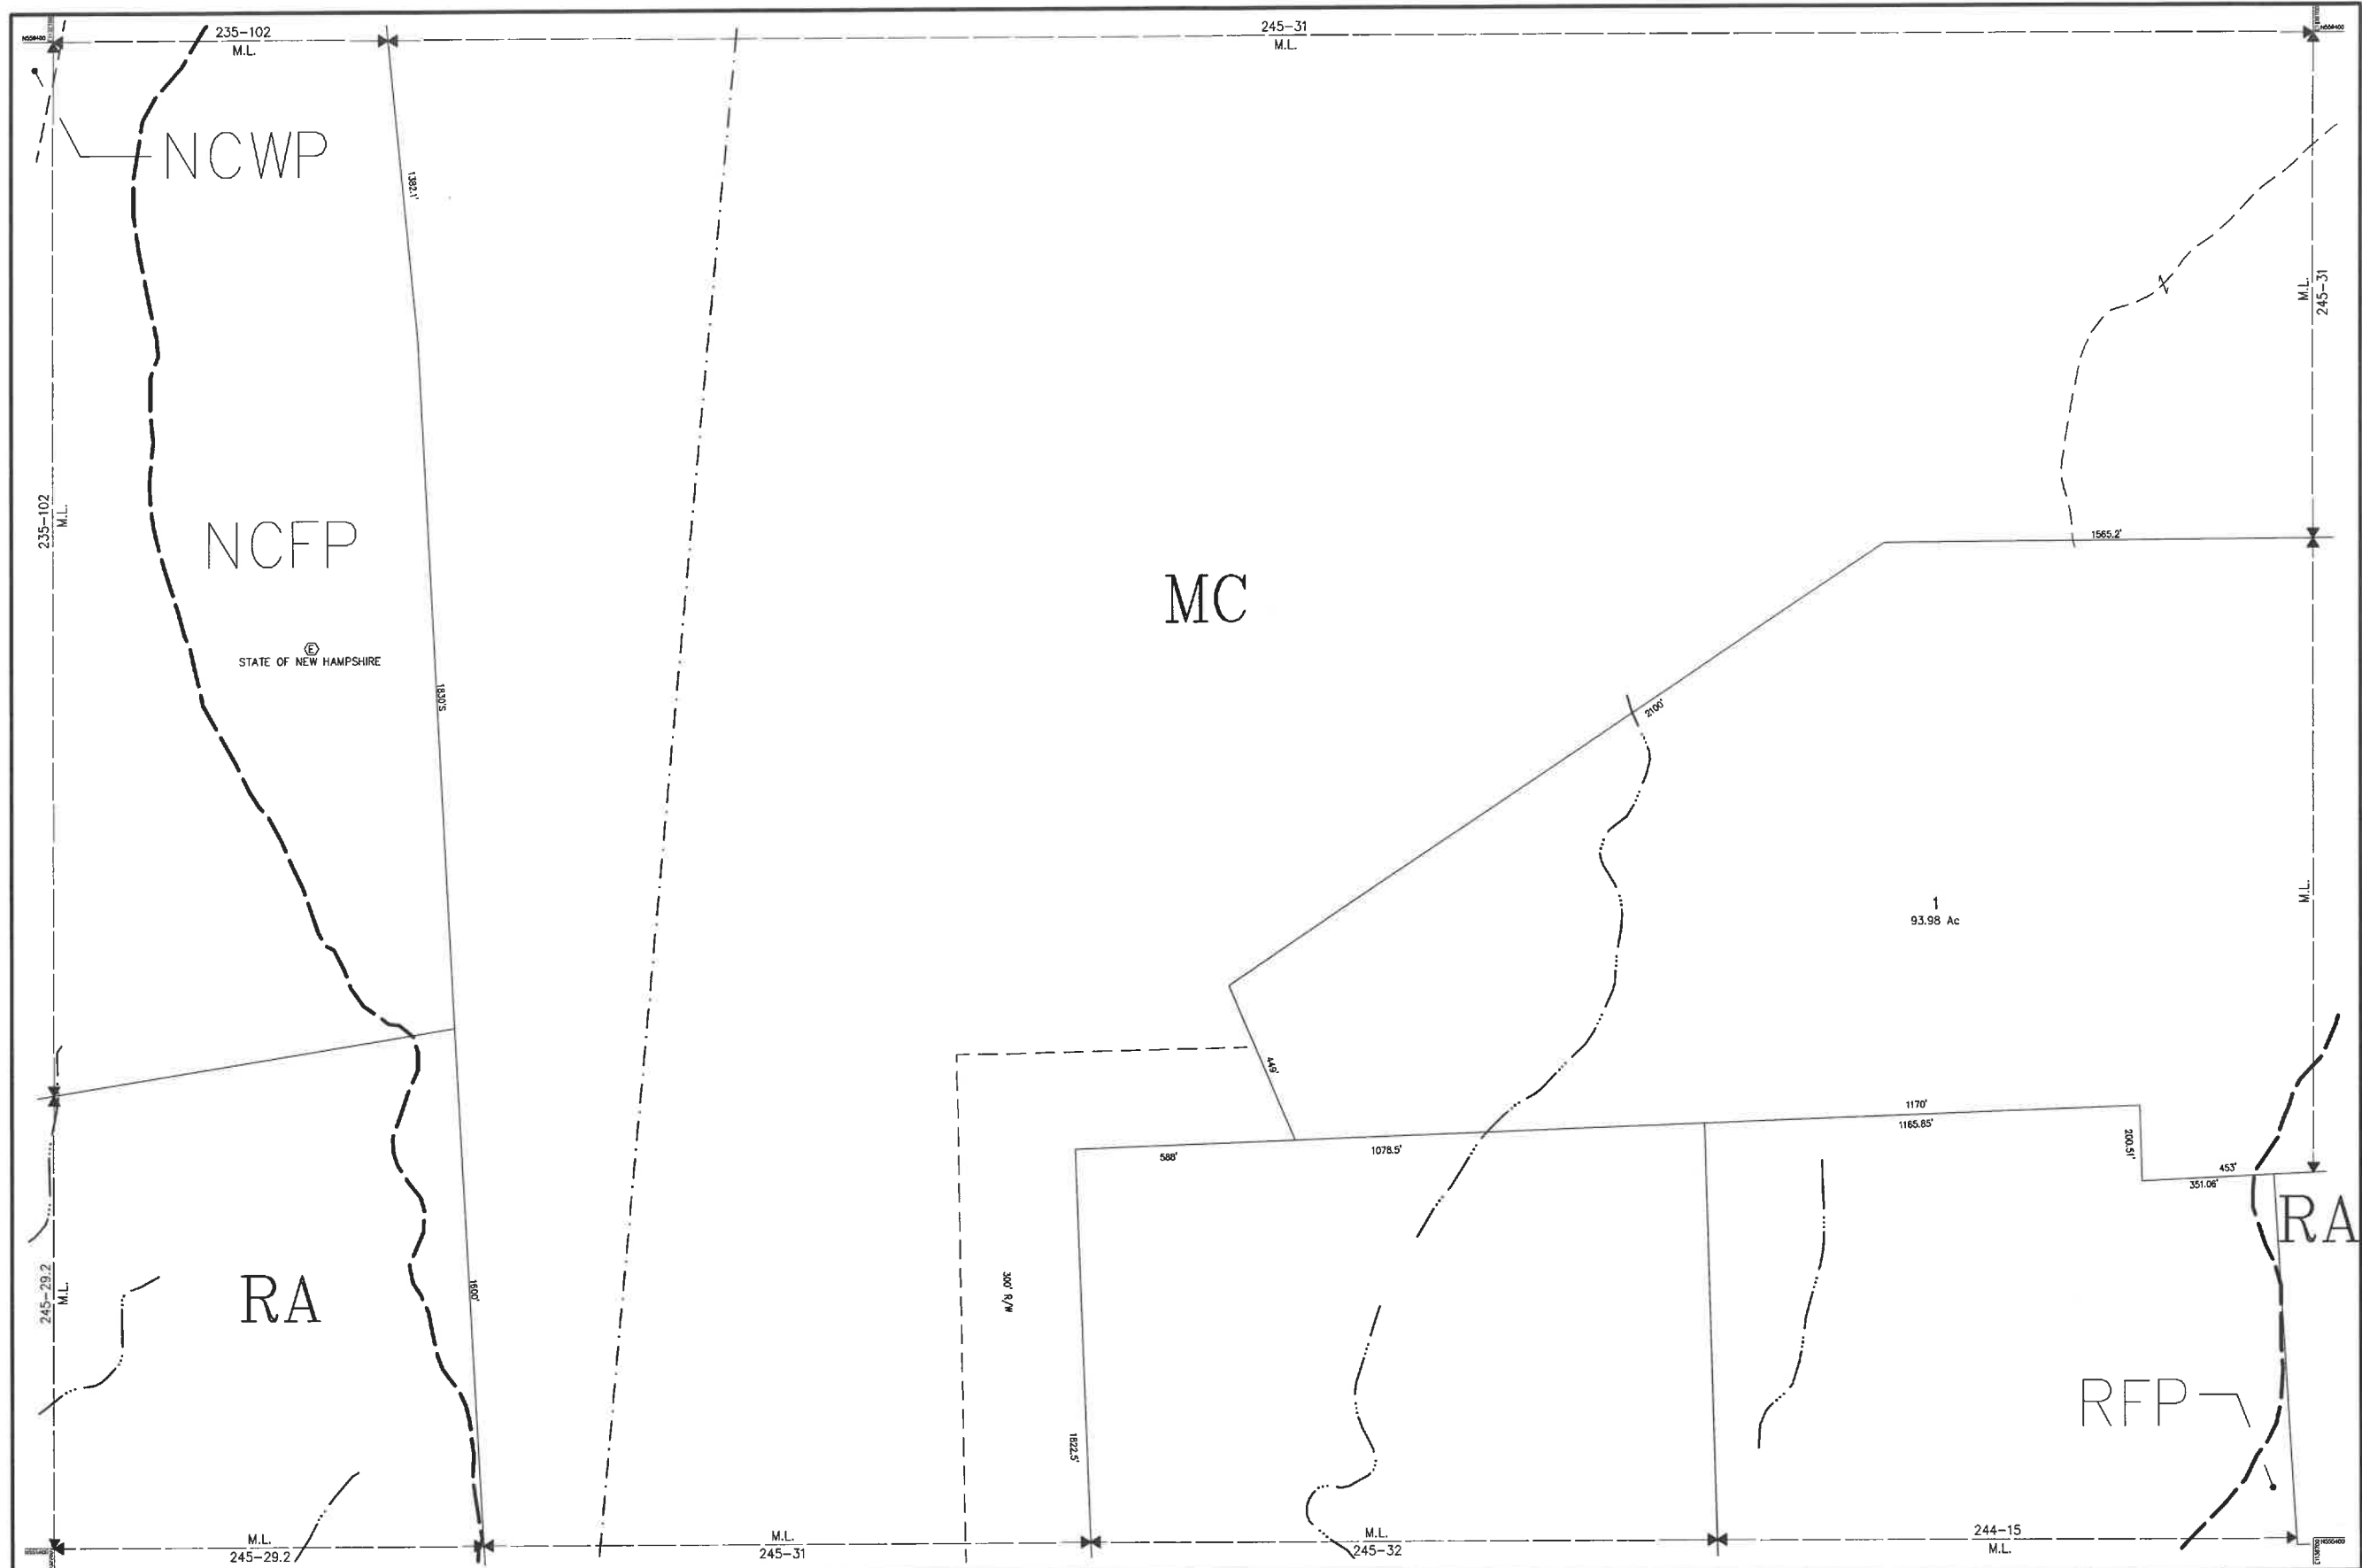 235-102
M.L.
245-31
M.L.
N559400
NCWP
1382.1'
M.L.
245-31
235-102
M.L.
NCFP
1565.2'
MC
E
STATE OF NEW HAMPSHIRE
1830'S
2100'
1
93.98 Ac
M.L.
449'
1170'
1165.85'
588'
1078.5'
200.51'
453'
351.06'
RA
245-29.2
M.L.
RA
1600'
300' R/W
RFP
1822.5'
M.L.
245-29.2
M.L.
245-31
M.L.
245-32
244-15
M.L.